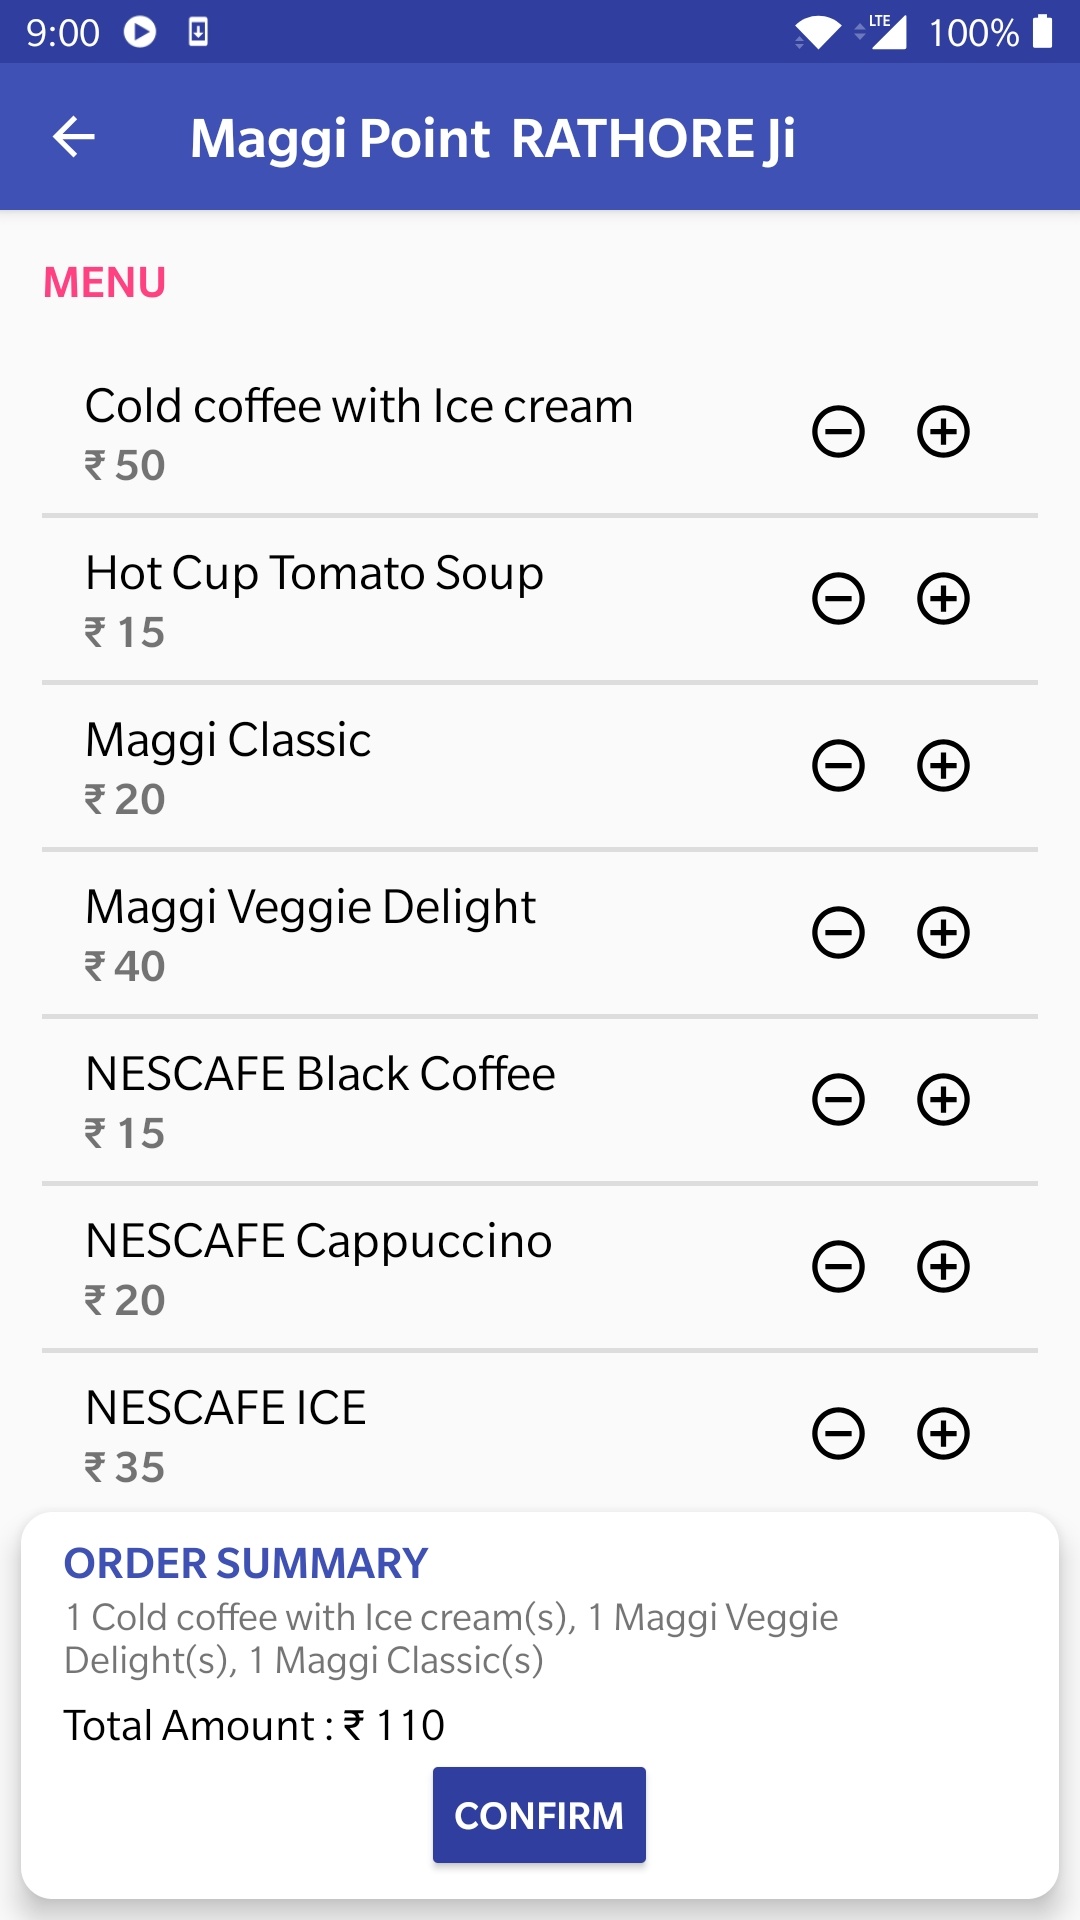 9:00 LTE 100%
Maggi Point RATHORE Ji
MENU
Cold coffee with Ice cream
₹ 50
Hot Cup Tomato Soup
₹ 15
Maggi Classic
₹ 20
Maggi Veggie Delight
₹ 40
NESCAFE Black Coffee
₹ 15
NESCAFE Cappuccino
₹ 20
NESCAFE ICE
₹ 35
ORDER SUMMARY
1 Cold coffee with Ice cream(s), 1 Maggi Veggie
Delight(s), 1 Maggi Classic(s)
Total Amount : ₹ 110
CONFIRM